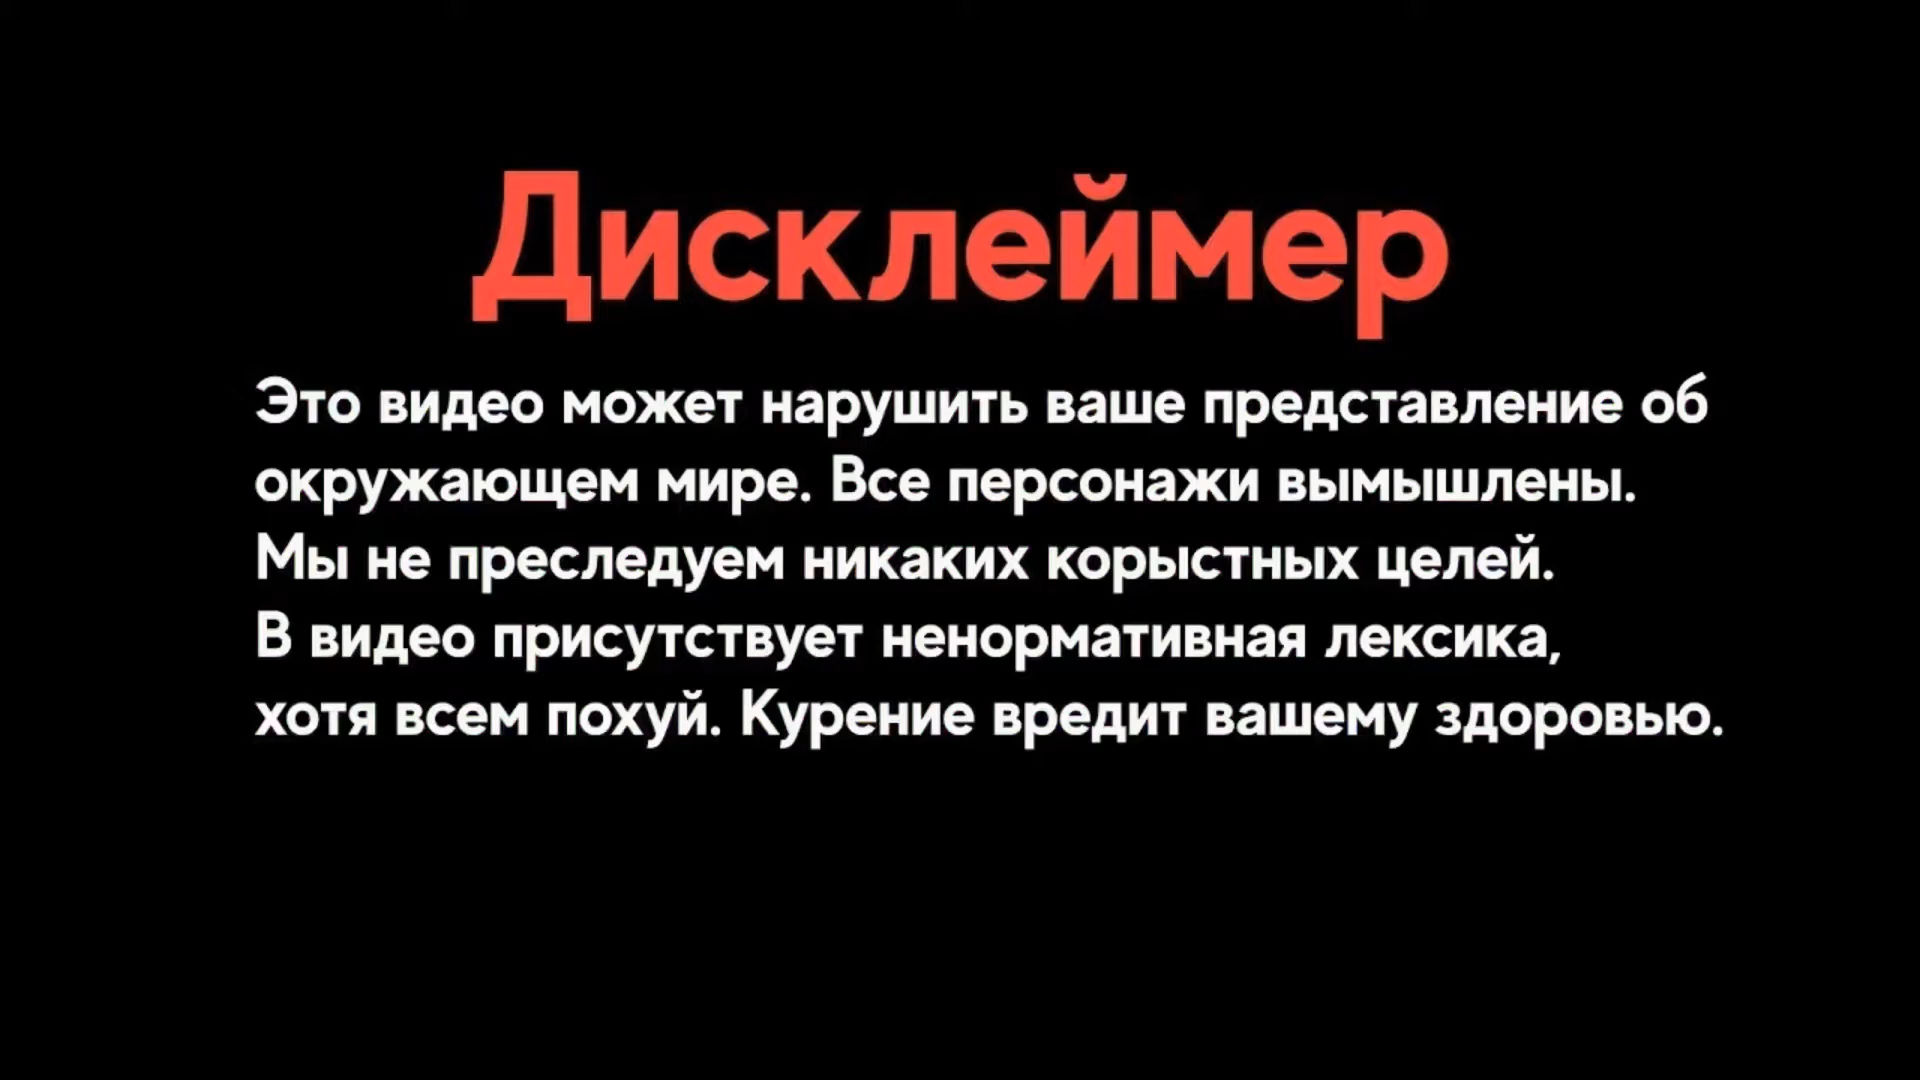 Дисклеймер
Это видео может нарушить ваше представление об
окружающем мире. Все персонажи вымышлены.
Мы не преследуем никаких корыстных целей.
В видео присутствует ненормативная лексика,
хотя всем похуй. Курение вредит вашему здоровью.